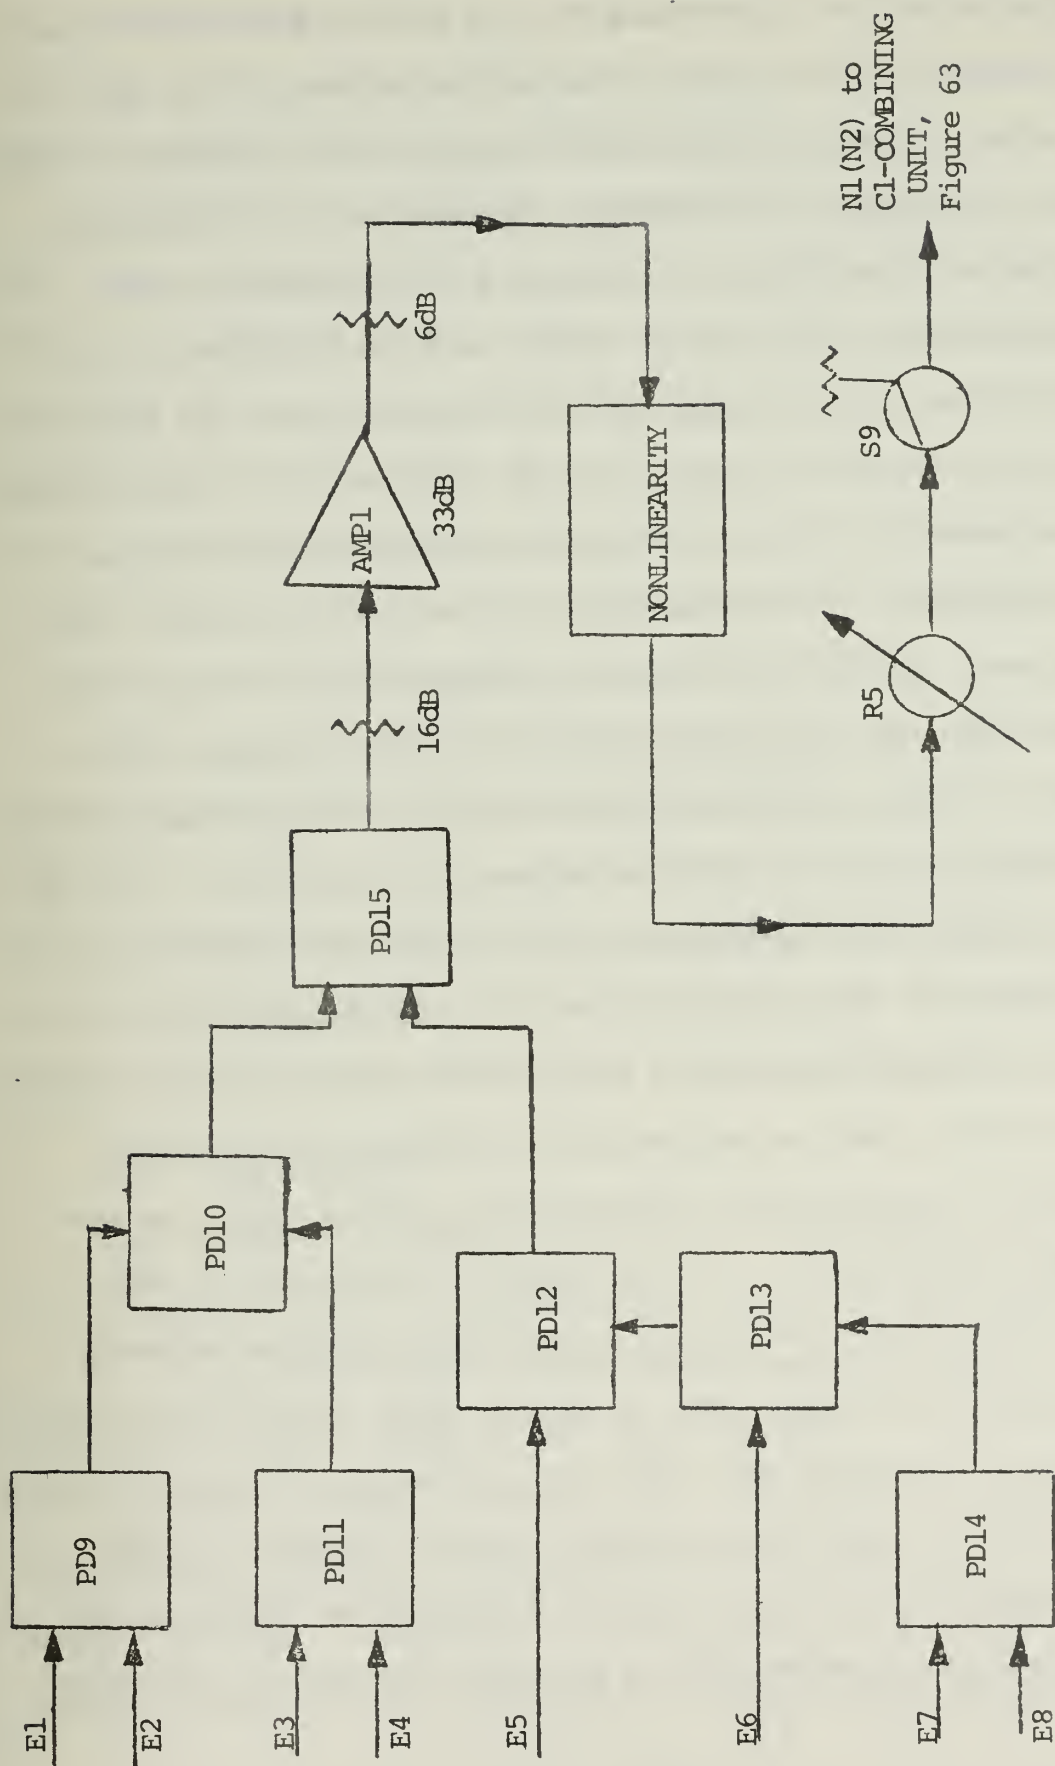 E1
E2
PD9
E3
E4
PD11
PD10
E5
PD12
E6
PD13
E7
E8
PD14
PD15
16dB
AMP1
33dB
6dB
NONLINEARITY
R5
S9
N1(N2) to
C1-COMBINING
UNIT,
Figure 63